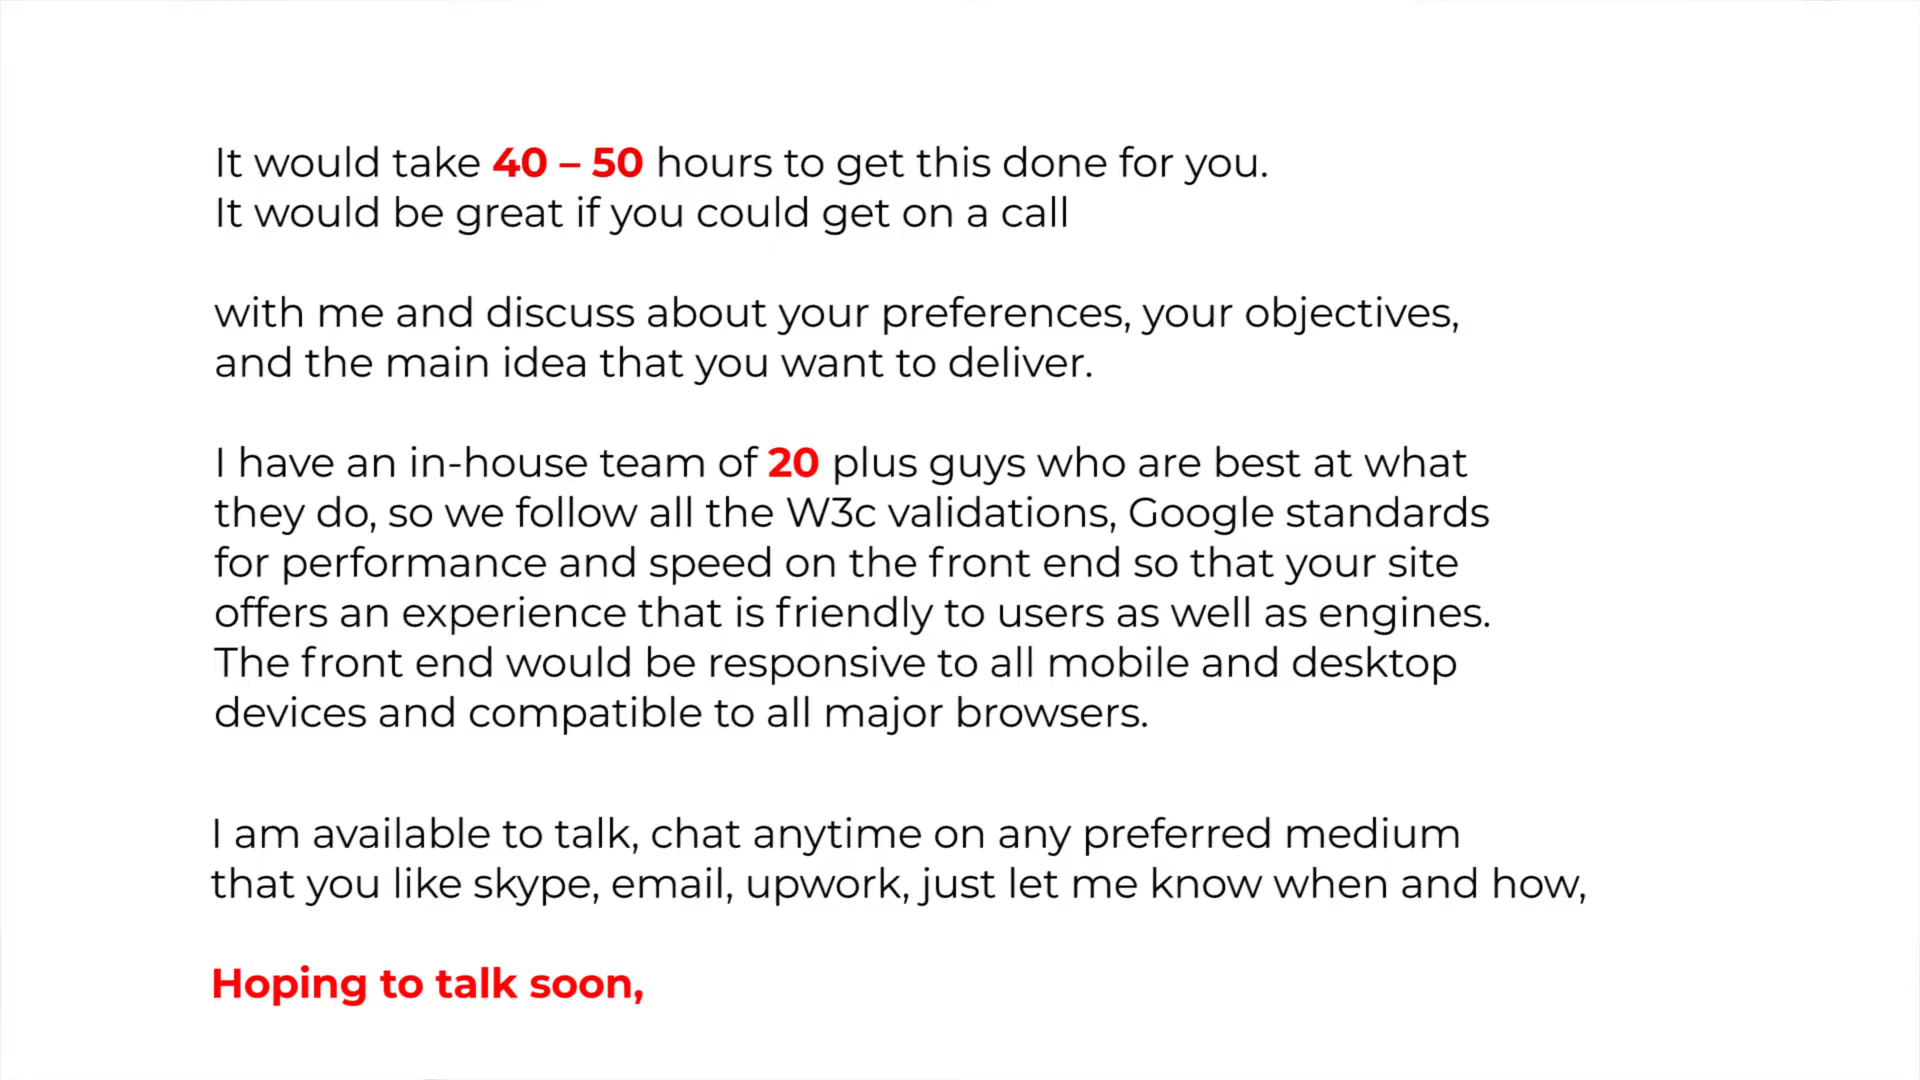 It would take 40 – 50 hours to get this done for you.
It would be great if you could get on a call
with me and discuss about your preferences, your objectives,
and the main idea that you want to deliver.
I have an in-house team of 20 plus guys who are best at what
they do, so we follow all the W3c validations, Google standards
for performance and speed on the front end so that your site
offers an experience that is friendly to users as well as engines.
The front end would be responsive to all mobile and desktop
devices and compatible to all major browsers.
I am available to talk, chat anytime on any preferred medium
that you like skype, email, upwork, just let me know when and how,
Hoping to talk soon,